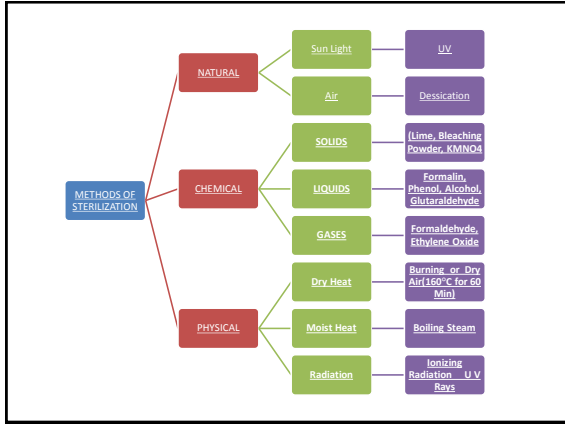 METHODS OF
STERILIZATION
NATURAL
Sun Light
UV
Air
Dessication
CHEMICAL
SOLIDS
(Lime, Bleaching
Powder, KMNO4
LIQUIDS
Formalin,
Phenol, Alcohol,
Glutaraldehyde
GASES
Formaldehyde,
Ethylene Oxide
PHYSICAL
Dry Heat
Burning or Dry
Air(160°C for 60
Min)
Moist Heat
Boiling Steam
Radiation
Ionizing
Radiation U V
Rays